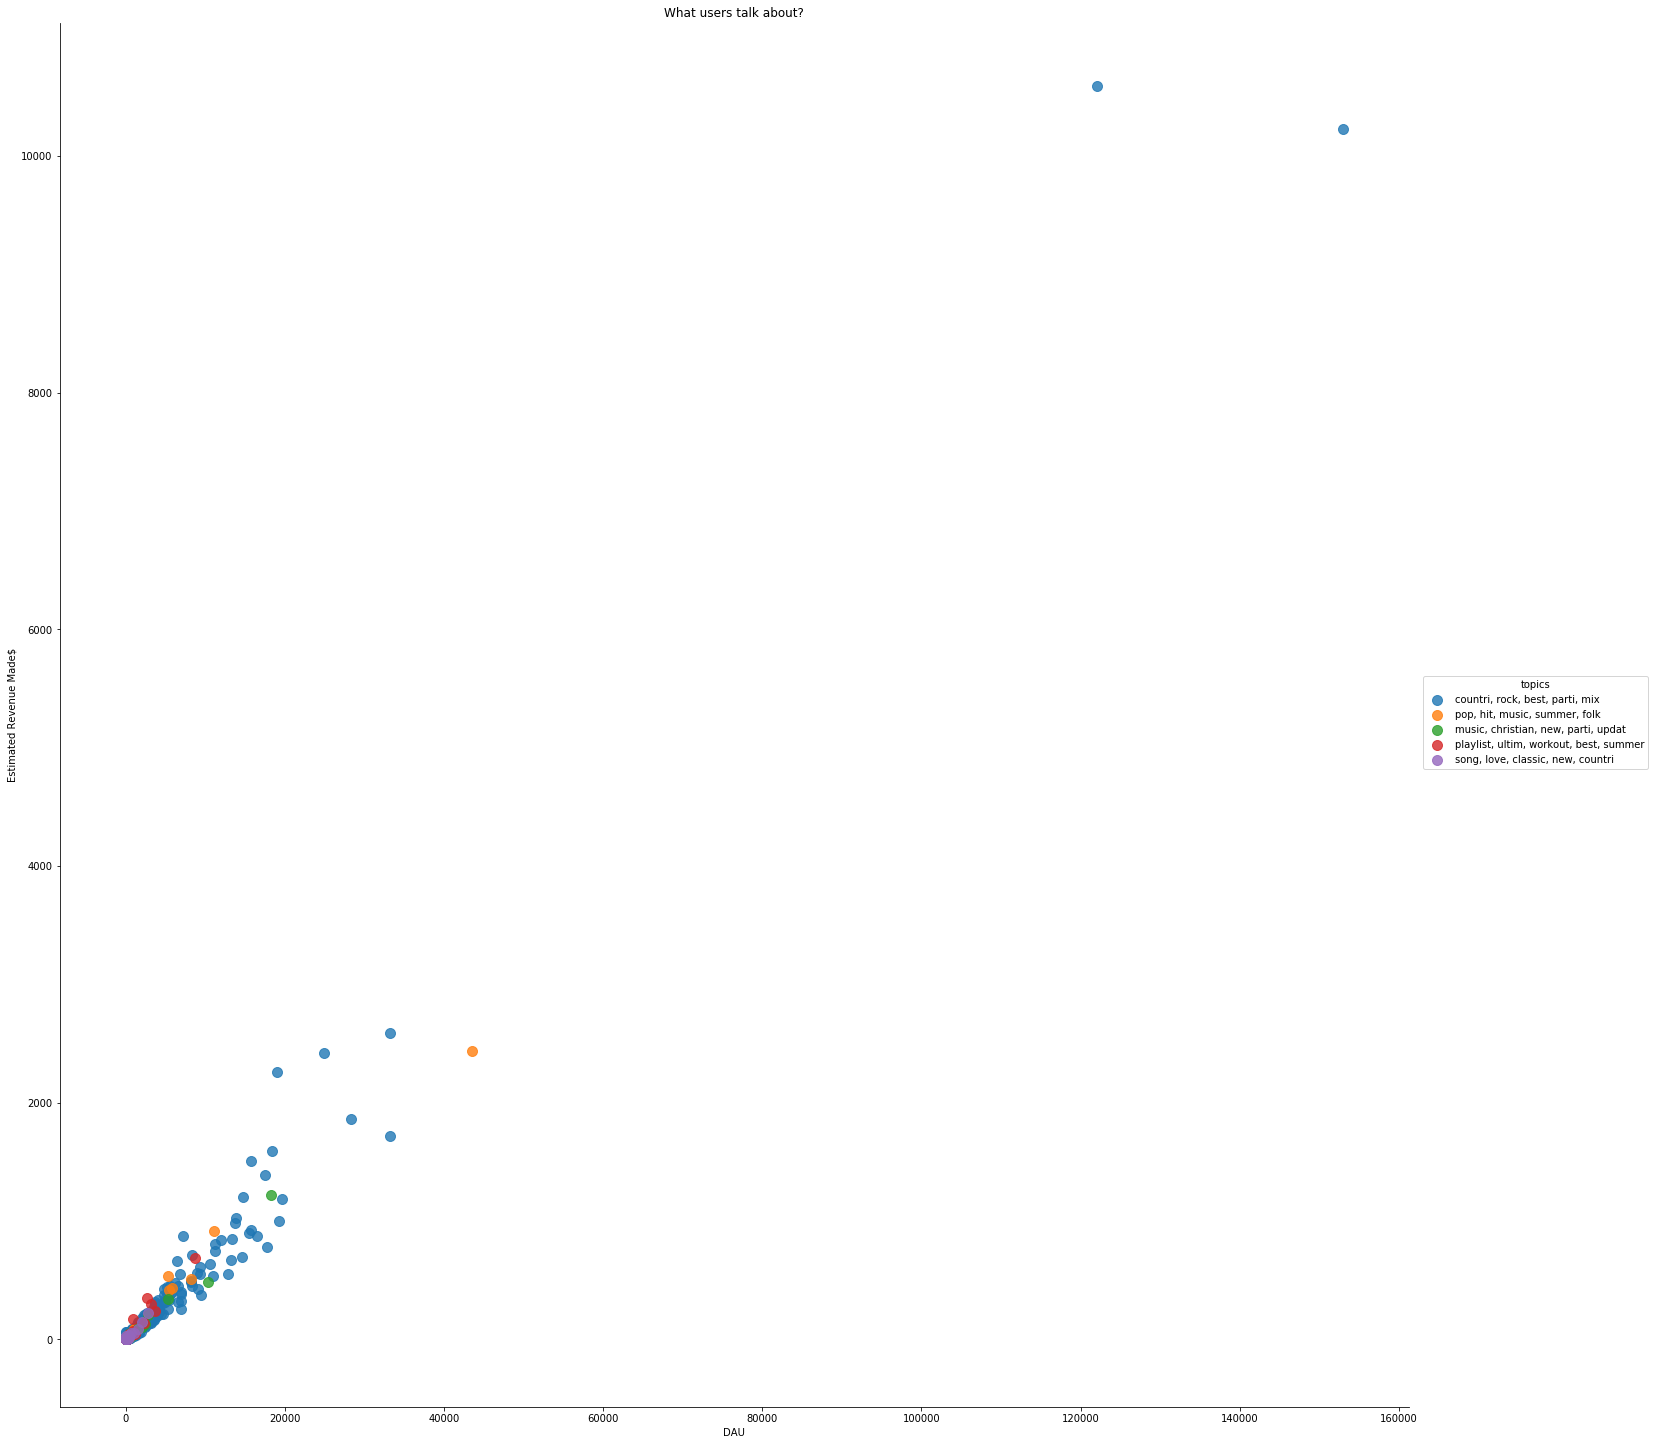 What users talk about?
10000
8000
6000
4000
2000
0
Estimated Revenue Made$
0
20000
40000
60000
80000
100000
120000
140000
160000
DAU
topics
countri, rock, best, parti, mix
pop, hit, music, summer, folk
music, christian, new, parti, updat
playlist, ultim, workout, best, summer
song, love, classic, new, countri